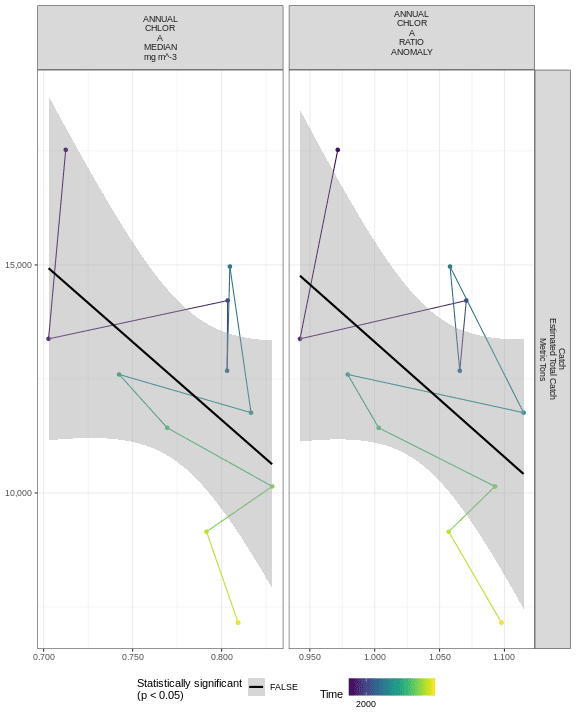 ANNUAL
CHLOR
A
MEDIAN
mg m^-3
ANNUAL
CHLOR
A
RATIO
ANOMALY
15,000
10,000
Catch
Estimated Total Catch
Metric Tons
0.700
0.750
0.800
0.950
1.000
1.050
1.100
Statistically significant
(p < 0.05)
FALSE
Time
2000